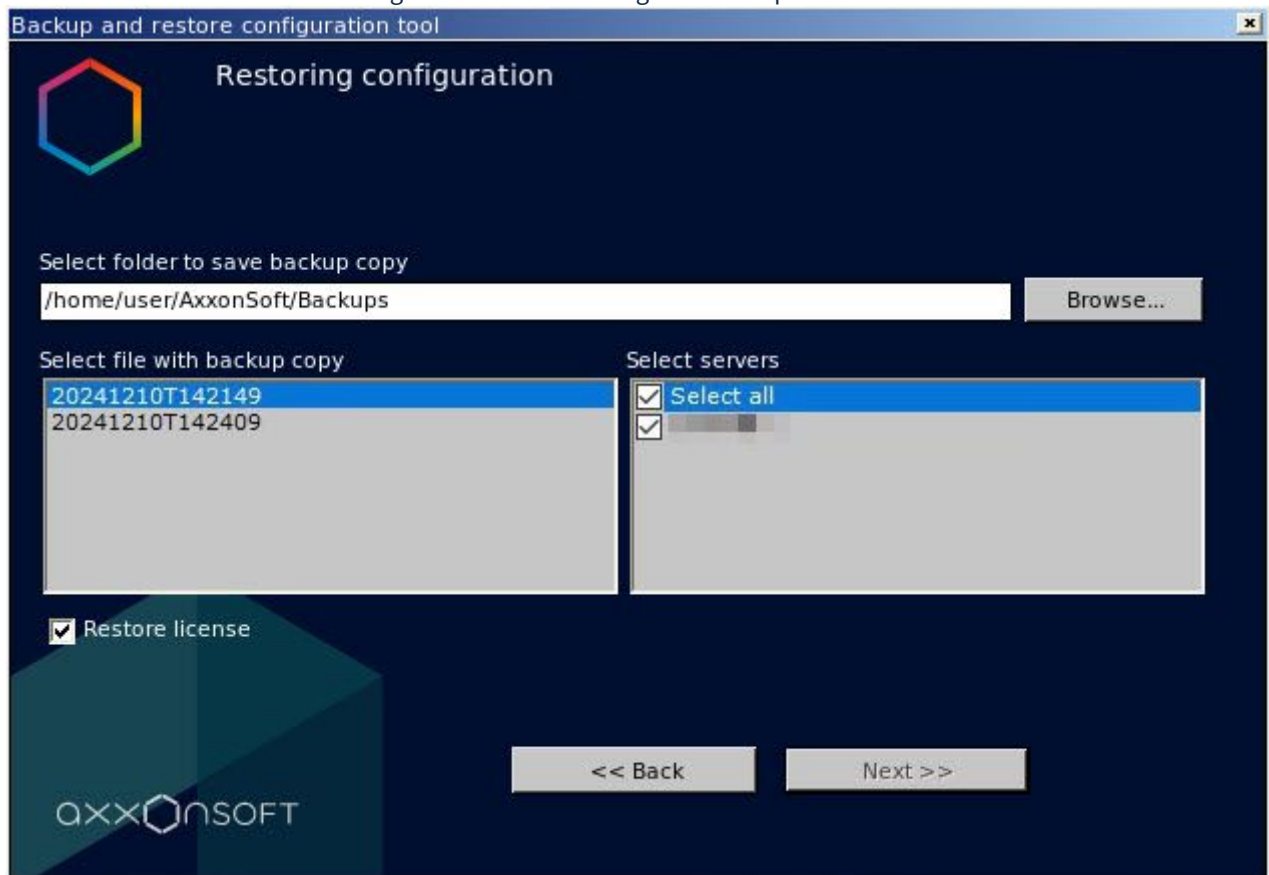 Backup and restore configuration tool
Restoring configuration
Select folder to save backup copy
/home/user/AxxonSoft/Backups
Browse...
Select file with backup copy
Select servers
20241210T142149
20241210T142409
Select all
Restore license
<< Back
Next >>
axxonsoft